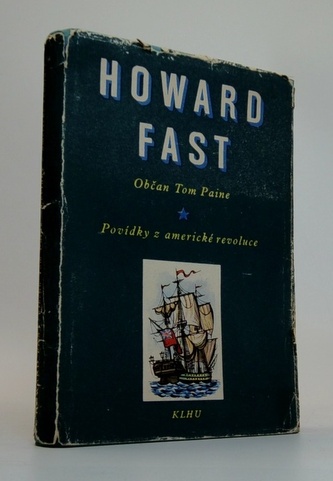 HOWARD
FAST
Občan Tom Paine
Povídky z americké revoluce
KLHU